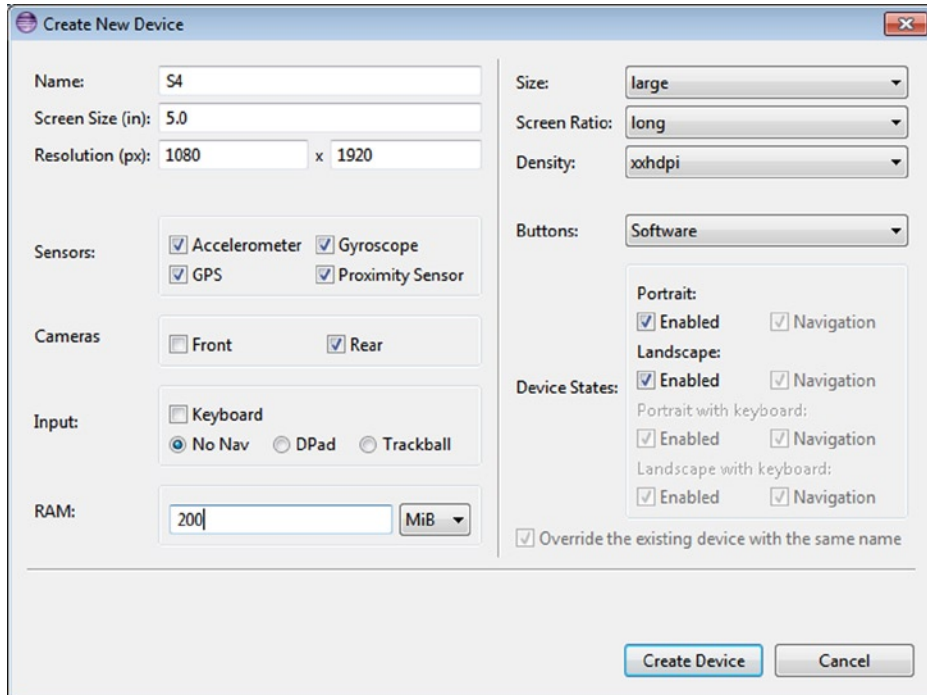 Create New Device
Name: S4
Screen Size (in): 5.0
Resolution (px): 1080 x 1920
Sensors:
Accelerometer Gyroscope
GPS Proximity Sensor
Cameras
Front Rear
Input:
Keyboard
No Nav DPad Trackball
RAM:
200 MiB
Size: large
Screen Ratio: long
Density: xxhdpi
Buttons: Software
Device States:
Portrait:
Enabled Navigation
Landscape:
Enabled Navigation
Portrait with keyboard:
Enabled Navigation
Landscape with keyboard:
Enabled Navigation
Override the existing device with the same name
Create Device Cancel